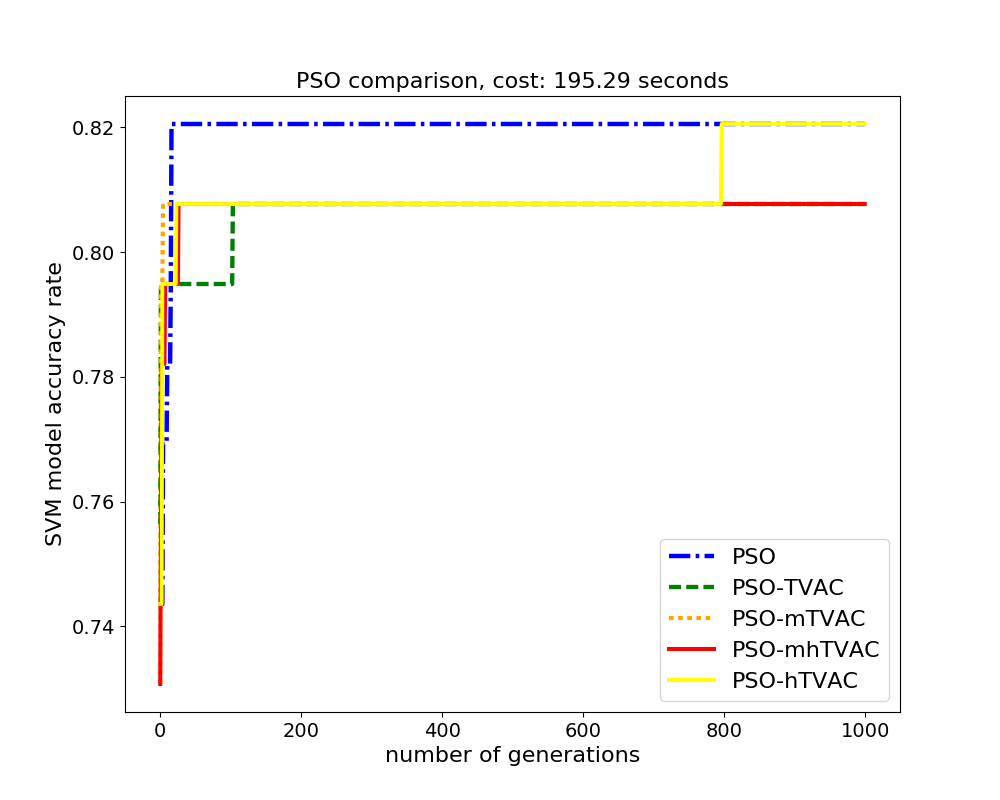 PSO comparison, cost: 195.29 seconds
0.82
0.80
0.78
0.76
0.74
SVM model accuracy rate
0 200 400 600 800 1000
number of generations
PSO
PSO-TVAC
PSO-mTVAC
PSO-mhTVAC
PSO-hTVAC